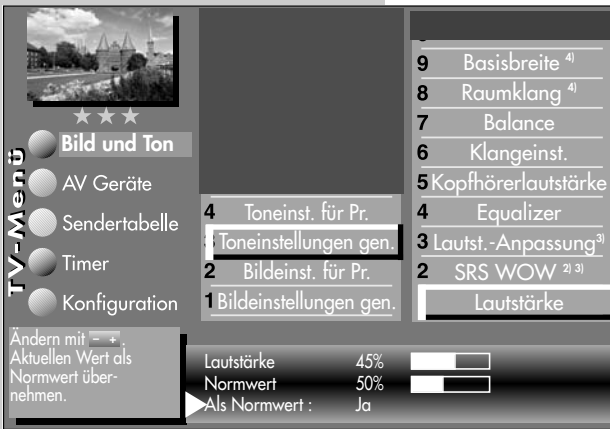 TV-Menü
Bild und Ton
AV Geräte
Sendertabelle
Timer
Konfiguration
4 Toneinst. für Pr.
3 Toneinstellungen gen.
2 Bildeinst. für Pr.
1 Bildeinstellungen gen.
9 Basisbreite 4)
8 Raumklang 4)
7 Balance
6 Klangeinst.
5 Kopfhörerlautstärke
4 Equalizer
3 Lautst.-Anpassung 3)
2 SRS WOW 2) 3)
Lautstärke
Ändern mit - + .
Aktuellen Wert als
Normwert über-
nehmen.
Lautstärke 45%
Normwert 50%
Als Normwert : Ja